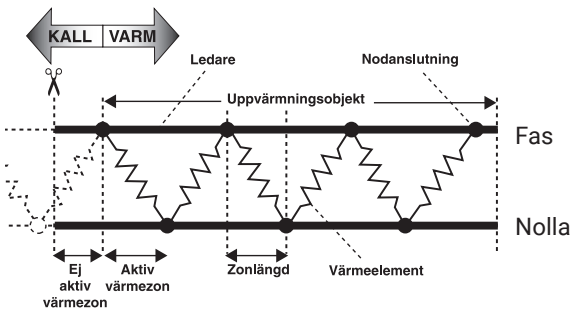 KALL VARM
Ledare
Nodanslutning
Uppvärmningsobjekt
Fas
Nolla
Ej
aktiv
värmezon
Aktiv
värmezon
Zonlängd
Värmeelement